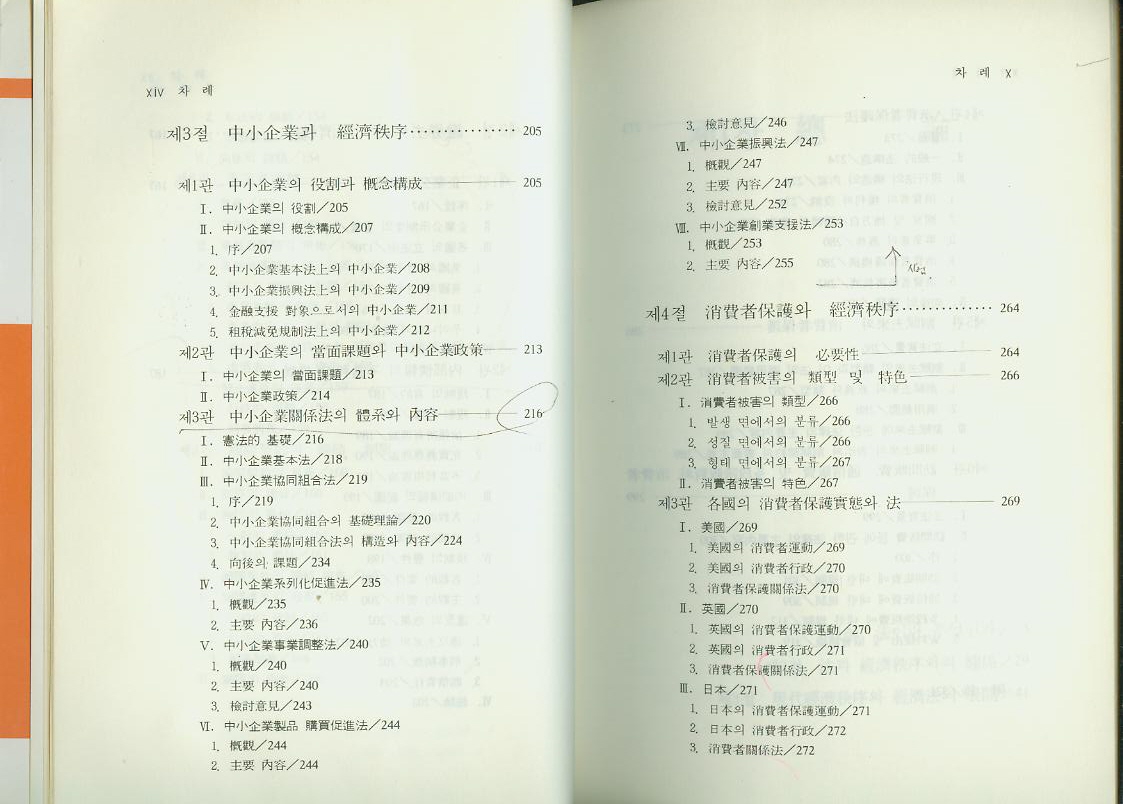 xiv 차 례
제3절 中小企業과 經濟秩序 ················ 205
제1관 中小企業의 役割과 概念構成 205
Ⅰ. 中小企業의 役割/205
Ⅱ. 中小企業의 概念構成/207
1. 序/207
2. 中小企業基本法上의 中小企業/208
3. 中小企業振興法上의 中小企業/209
4. 金融支援 對象으로서의 中小企業/211
5. 租稅減免規制法上의 中小企業/212
제2관 中小企業의 當面課題와 中小企業政策 213
Ⅰ. 中小企業의 當面課題/213
Ⅱ. 中小企業政策/214
제3관 中小企業關係法의 體系와 內容 216
Ⅰ. 憲法的 基礎/216
Ⅱ. 中小企業基本法/218
Ⅲ. 中小企業協同組合法/219
1. 序/219
2. 中小企業協同組合의 基礎理論/220
3. 中小企業協同組合法의 構造와 內容/224
4. 向後의 課題/234
Ⅳ. 中小企業系列化促進法/235
1. 概觀/235
2. 主要 內容/236
Ⅴ. 中小企業事業調整法/240
1. 概觀/240
2. 主要 內容/240
3. 檢討意見/243
Ⅵ. 中小企業製品 購買促進法/244
1. 概觀/244
2. 主要 內容/244
차 례 x
3. 檢討意見/246
Ⅶ. 中小企業振興法/247
1. 概觀/247
2. 主要 內容/247
3. 檢討意見/252
Ⅷ. 中小企業創業支援法/253
1. 概觀/253
2. 主要 內容/255
제4절 消費者保護와 經濟秩序 ·············· 264
제1관 消費者保護의 必要性 264
제2관 消費者被害의 類型 및 特色 266
Ⅰ. 消費者被害의 類型/266
1. 발생 면에서의 분류/266
2. 성질 면에서의 분류/266
3. 형태 면에서의 분류/267
Ⅱ. 消費者被害의 特色/267
제3관 各國의 消費者保護實態와 法 269
Ⅰ. 美國/269
1. 美國의 消費者運動/269
2. 美國의 消費者行政/270
3. 消費者保護關係法/270
Ⅱ. 英國/270
1. 英國의 消費者保護運動/270
2. 英國의 消費者行政/271
3. 消費者保護關係法/271
Ⅲ. 日本/271
1. 日本의 消費者保護運動/271
2. 日本의 消費者行政/272
3. 消費者關係法/272